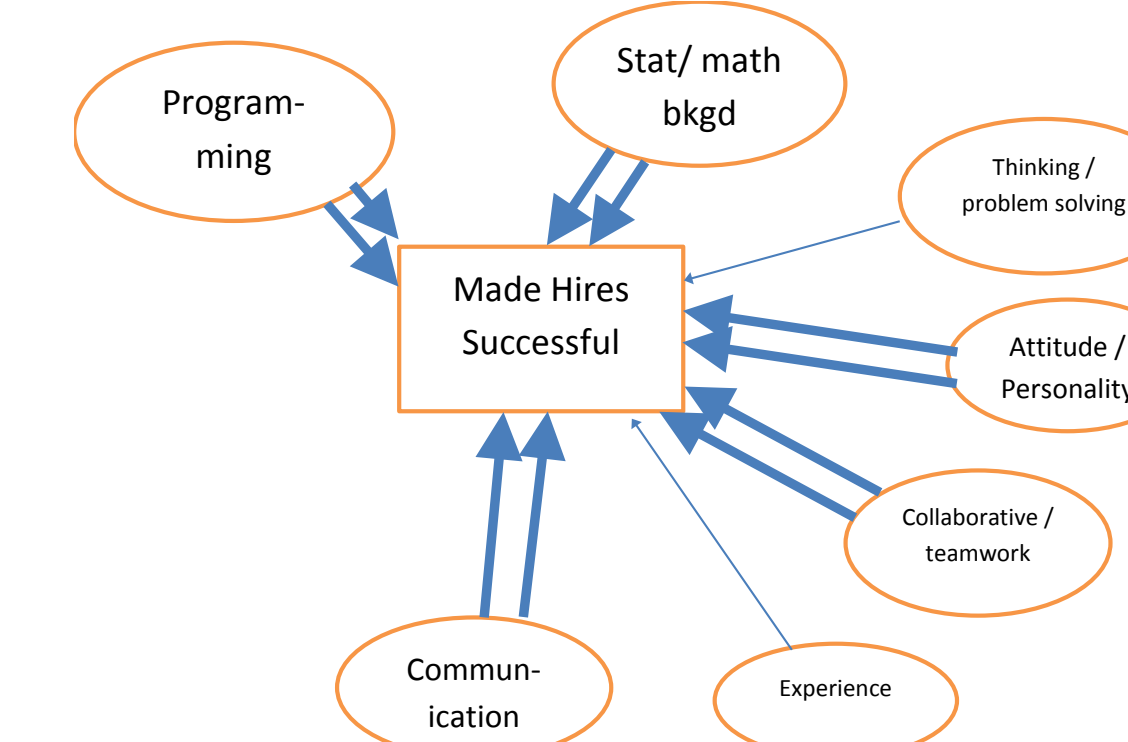 Stat/ math
bkgd
Program-
ming
Thinking /
problem solving
Made Hires
Successful
Attitude /
Personality
Collaborative /
teamwork
Commun-
ication
Experience